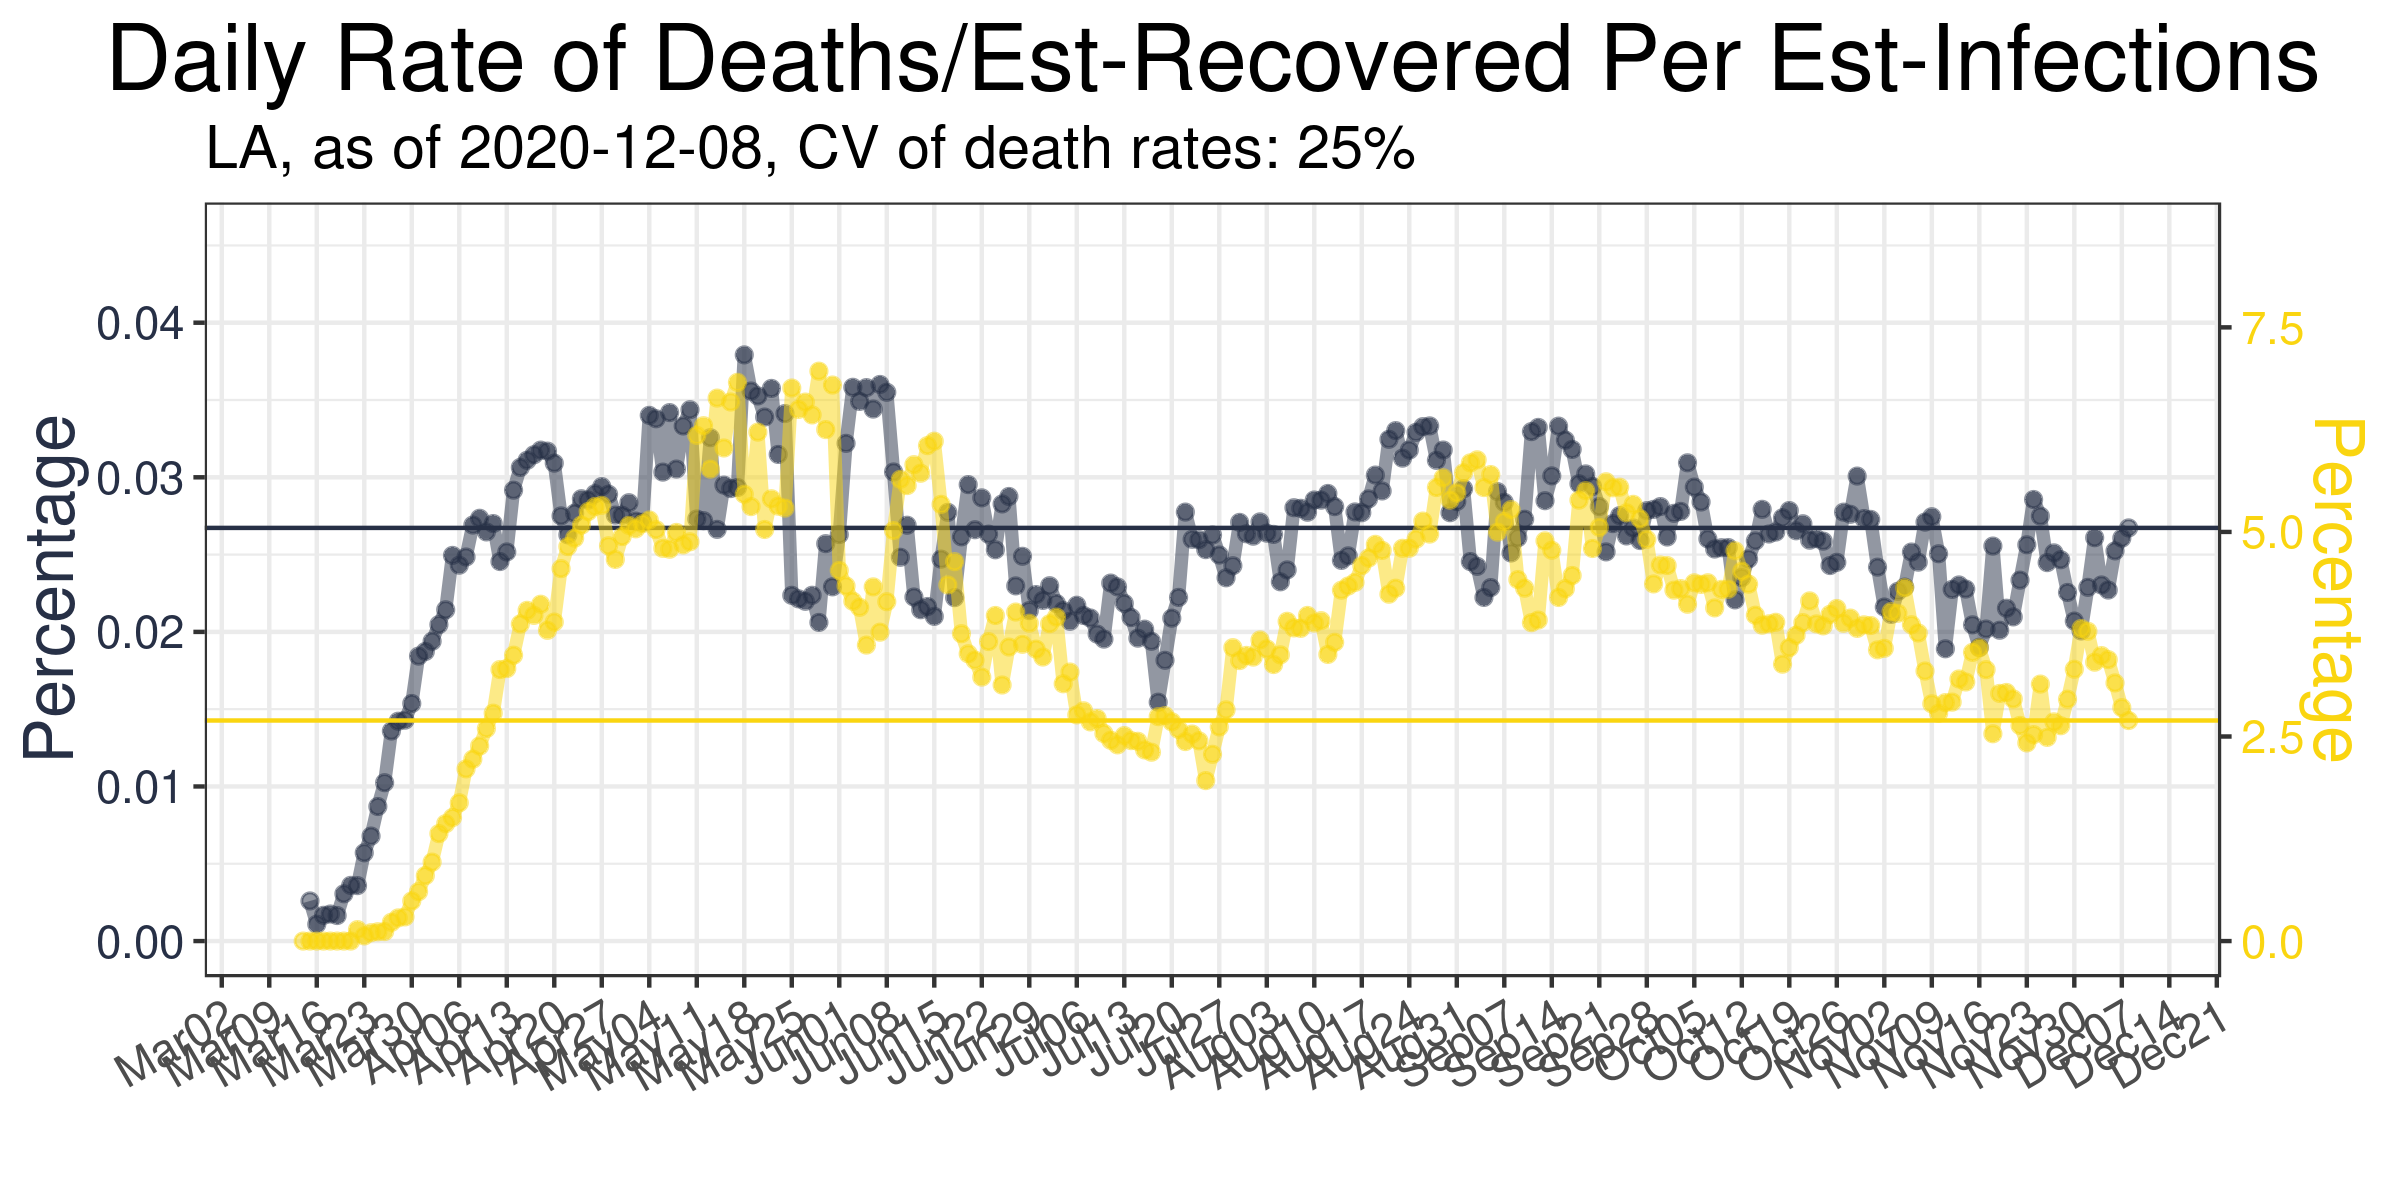 Daily Rate of Deaths/Est-Recovered Per Est-Infections
LA, as of 2020-12-08, CV of death rates: 25%
Percentage
0.04
0.03
0.02
0.01
0.00
7.5
5.0
2.5
0.0
Percentage
Mar02
Mar09
Mar16
Mar23
Mar30
Apr06
Apr13
Apr20
Apr27
May04
May11
May18
May25
Jun01
Jun08
Jun15
Jun22
Jun29
Jul06
Jul13
Jul20
Jul27
Aug03
Aug10
Aug17
Aug24
Aug31
Sep07
Sep14
Sep21
Sep28
Oct05
Oct12
Oct19
Oct26
Nov02
Nov09
Nov16
Nov23
Nov30
Dec07
Dec14
Dec21